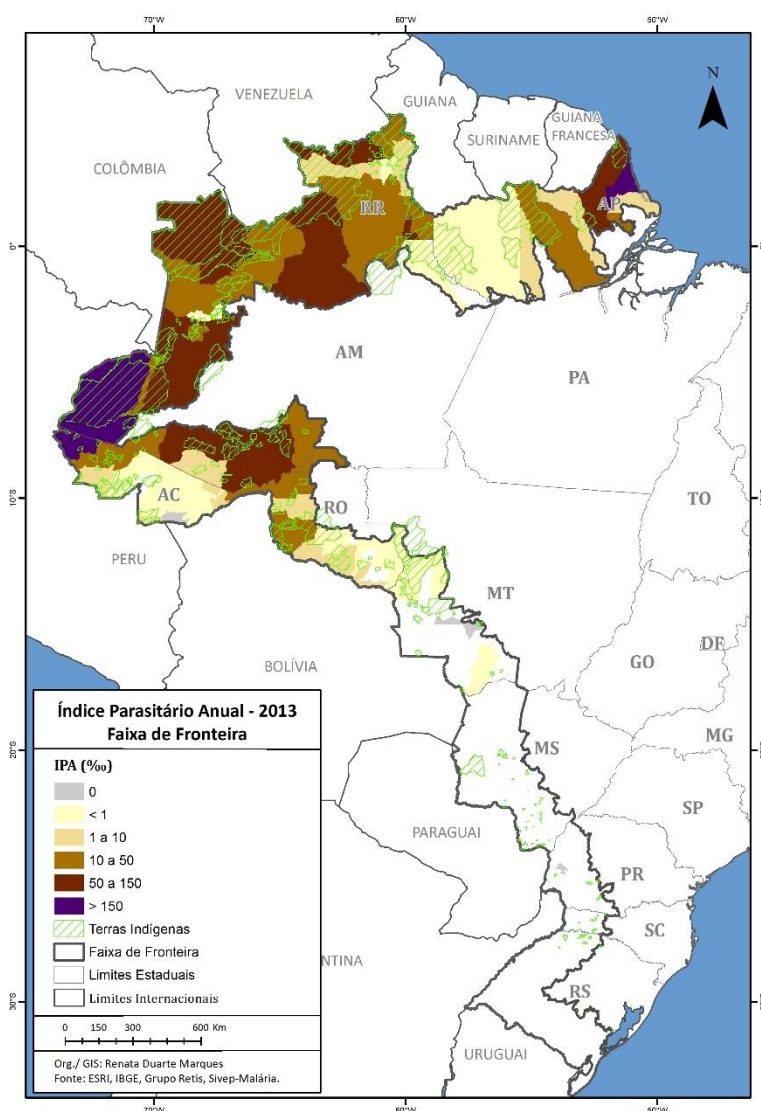 70°W 60°W 50°W
N
VENEZUELA
GUIANA
SURINAME
GUIANA
FRANCESA
COLÔMBIA
RR
AP
0°
AM
PA
10°S
AC
RO
TO
PERU
MT
BOLÍVIA
GO
DF
MG
20°S
MS
SP
PARAGUAI
PR
SC
NTINA
RS
30°S
URUGUAI
Índice Parasitário Anual - 2013
Faixa de Fronteira
IPA (‰)
0
< 1
1 a 10
10 a 50
50 a 150
> 150
Terras Indígenas
Faixa de Fronteira
Limites Estaduais
Limites Internacionais
0 150 300 600 Km
Org./ GIS: Renata Duarte Marques
Fonte: ESRI, IBGE, Grupo Retis, Sivep-Malária.
70°W 60°W 50°W